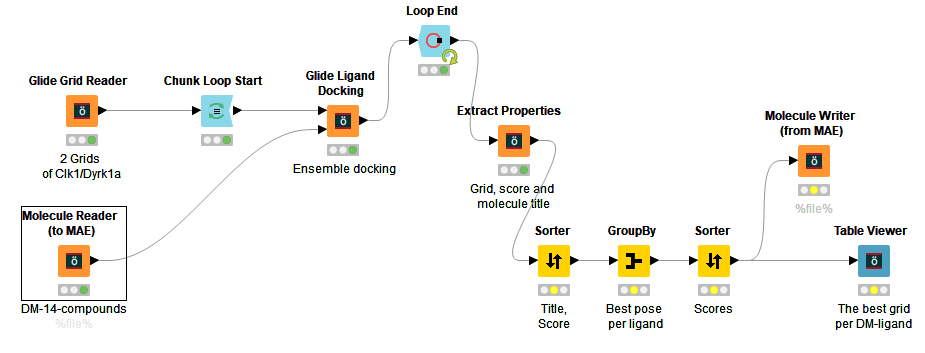 Loop End
Glide Grid Reader
Chunk Loop Start
Glide Ligand
Docking
2 Grids
of Clk1/Dyrk1a
Ensemble docking
Extract Properties
Grid, score and
molecule title
Molecule Writer
(from MAE)
%file%
Molecule Reader
(to MAE)
DM-14-compounds
%file%
Sorter
Title,
Score
GroupBy
Best pose
per ligand
Sorter
Scores
Table Viewer
The best grid
per DM-ligand